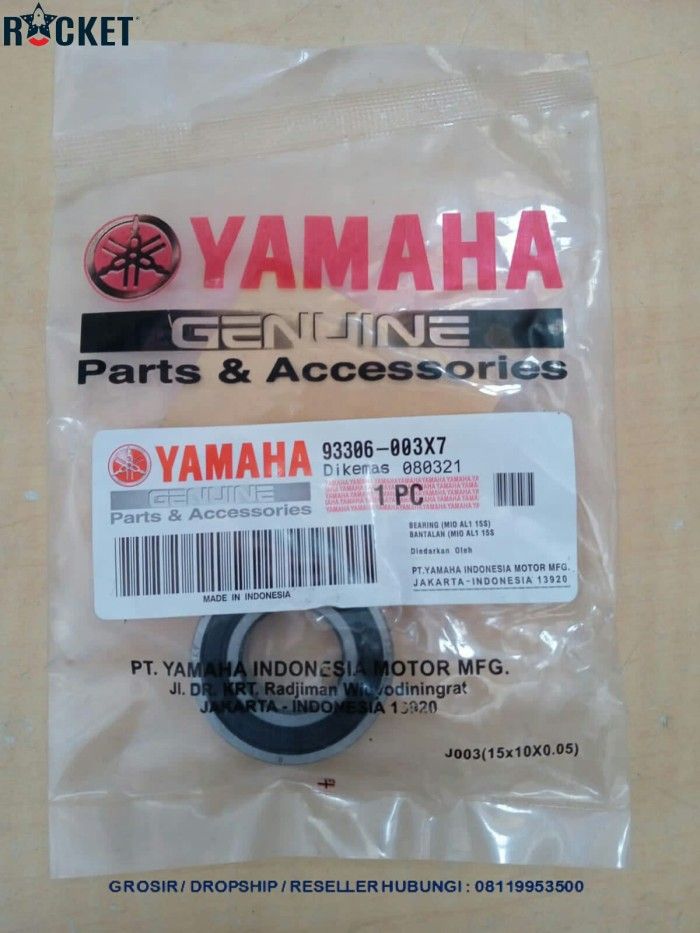 ROCKET
YAMAHA
GENUINE
Parts & Accessories
YAMAHA
GENUINE
Parts & Accessories
93306-003X7
Dikemas 080321
1 PC
BEARING (MIO AL1 15S)
BANTALAN (MIO AL1 15S
Diedarkan Oleh
PT.YAMAHA INDONESIA MOTOR MFG.
JAKARTA-INDONESIA 13920
MADE IN INDONESIA
PT. YAMAHA INDONESIA MOTOR MFG.
Jl. DR. KRT. Radjiman Widyodiningrat
JAKARTA - INDONESIA 13920
J003(15x10X0.05)
GROSIR / DROPSHIP / RESELLER HUBUNGI : 08119953500